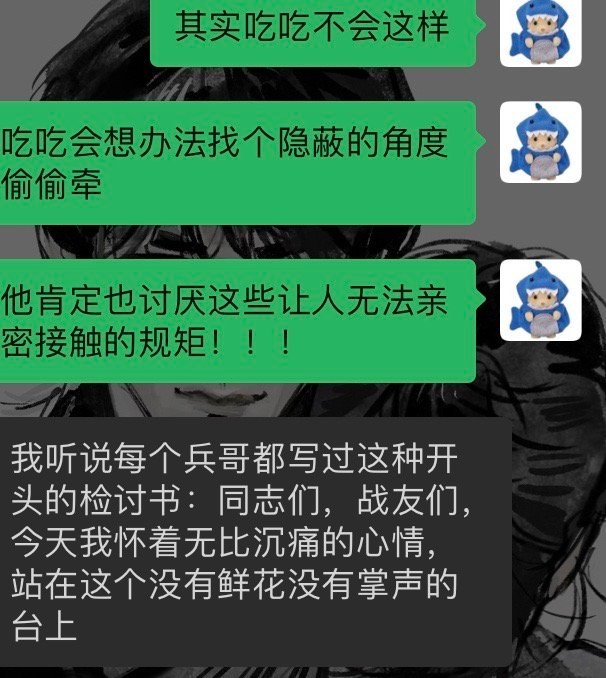 其实吃吃不会这样
吃吃会想办法找个隐蔽的角度
偷偷牵
他肯定也讨厌这些让人无法亲
密接触的规矩！！！
我听说每个兵哥都写过这种开
头的检讨书：同志们，战友们，
今天我怀着无比沉痛的心情，
站在这个没有鲜花没有掌声的
台上